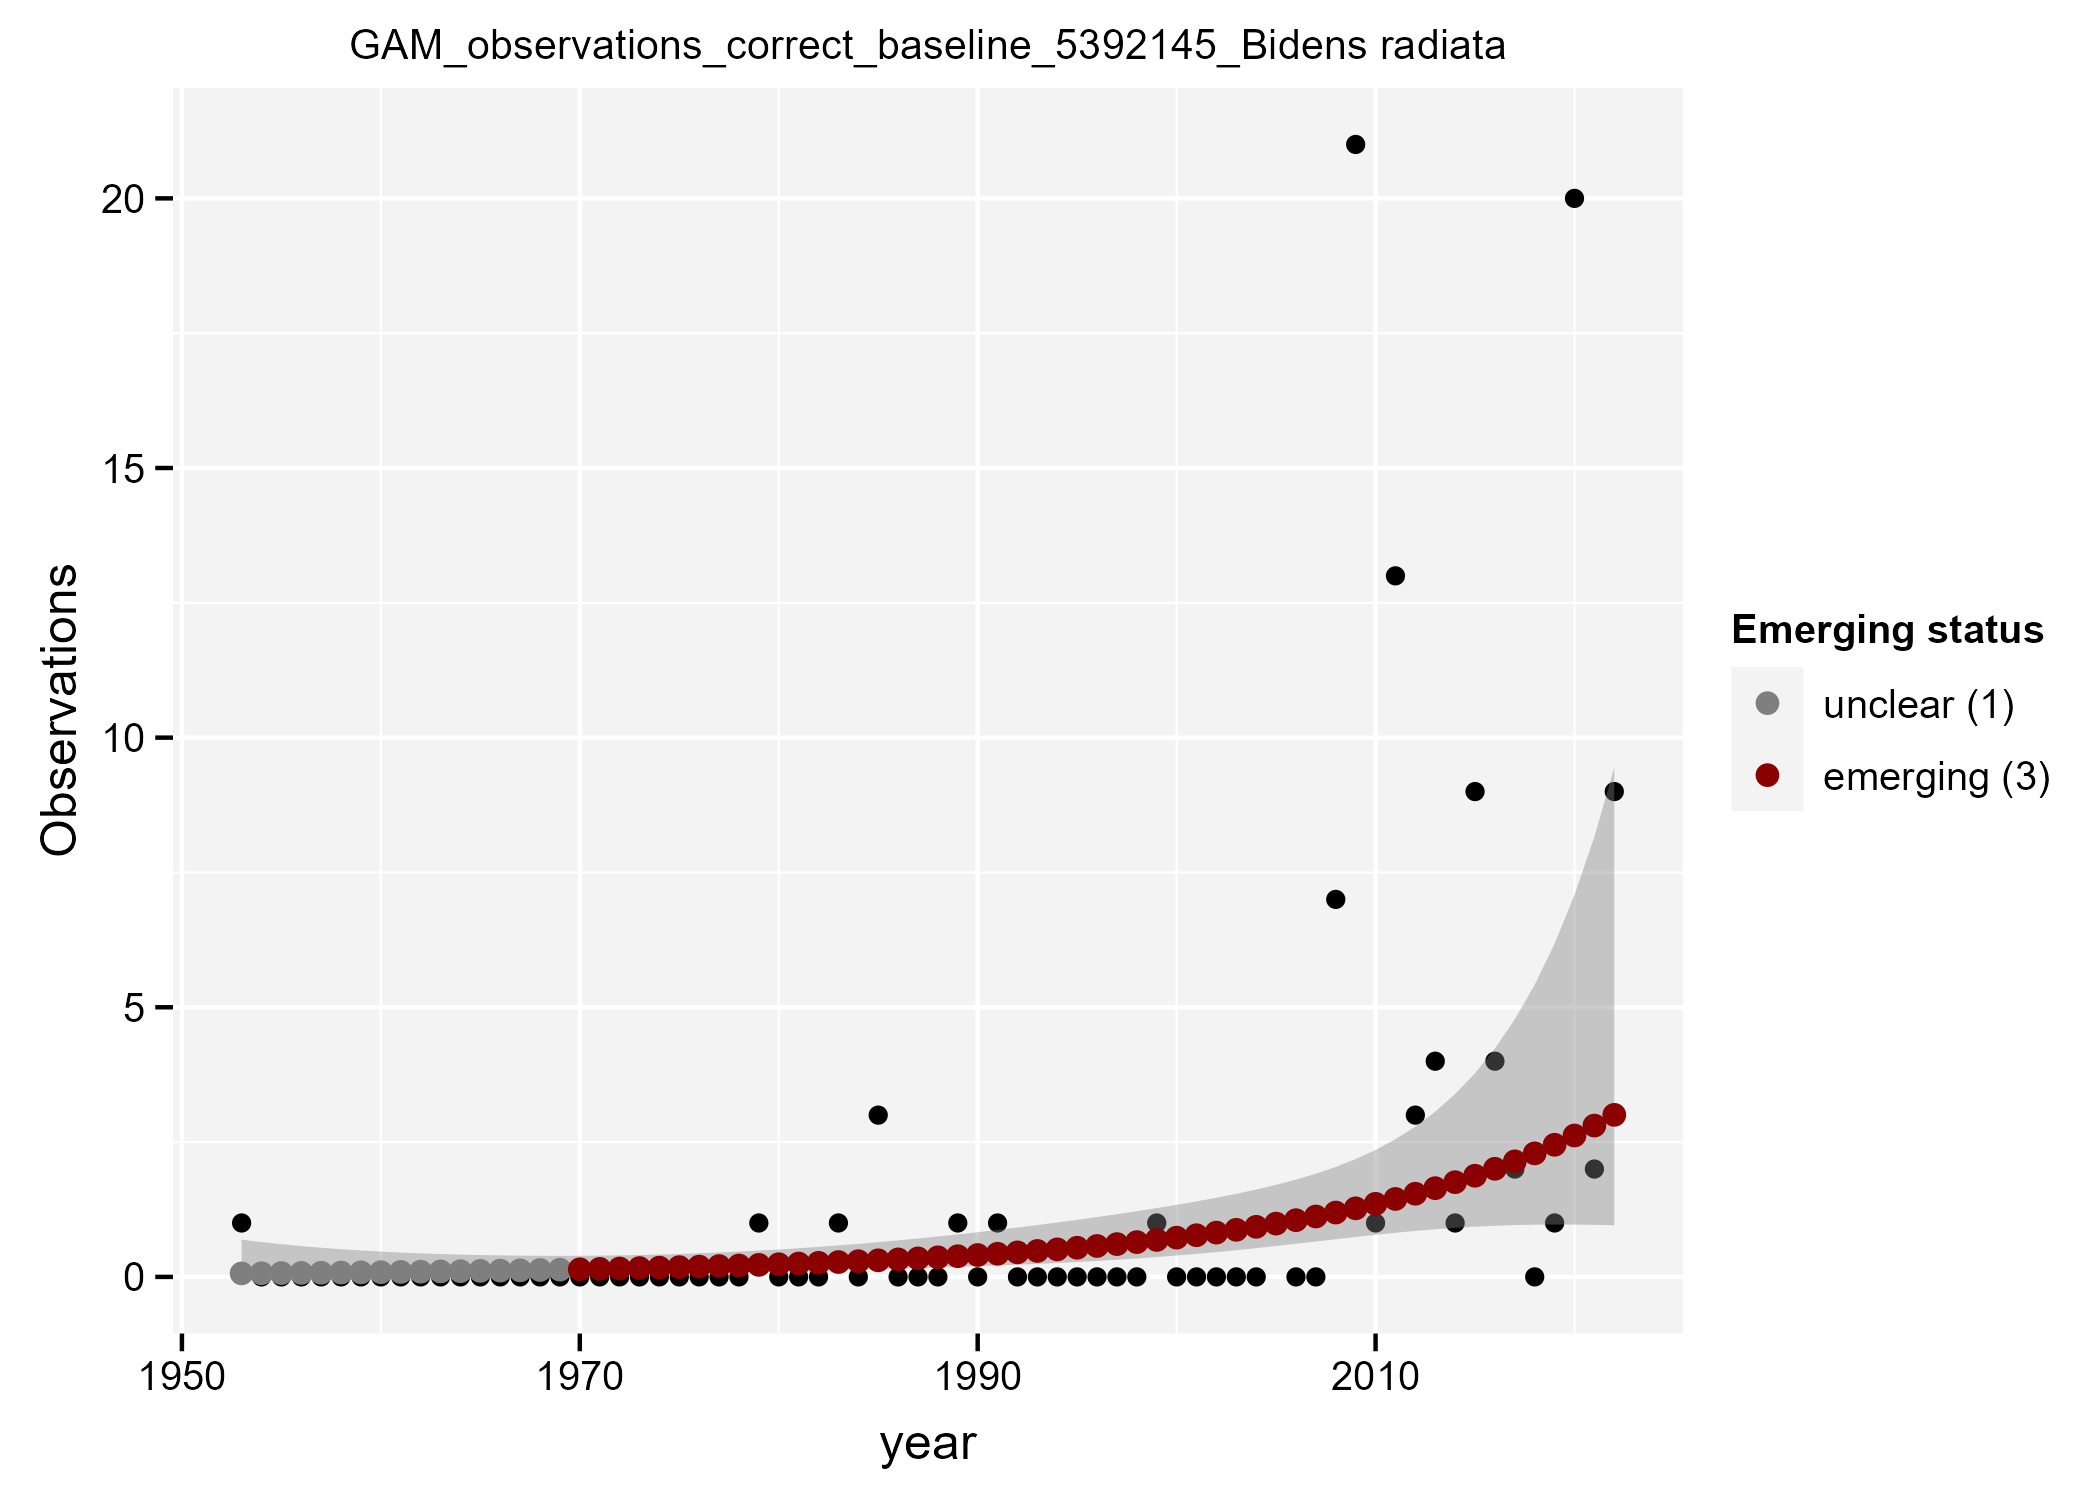 GAM_observations_correct_baseline_5392145_Bidens radiata
20
15
10
5
0
Observations
1950
1970
1990
2010
year
Emerging status
unclear (1)
emerging (3)